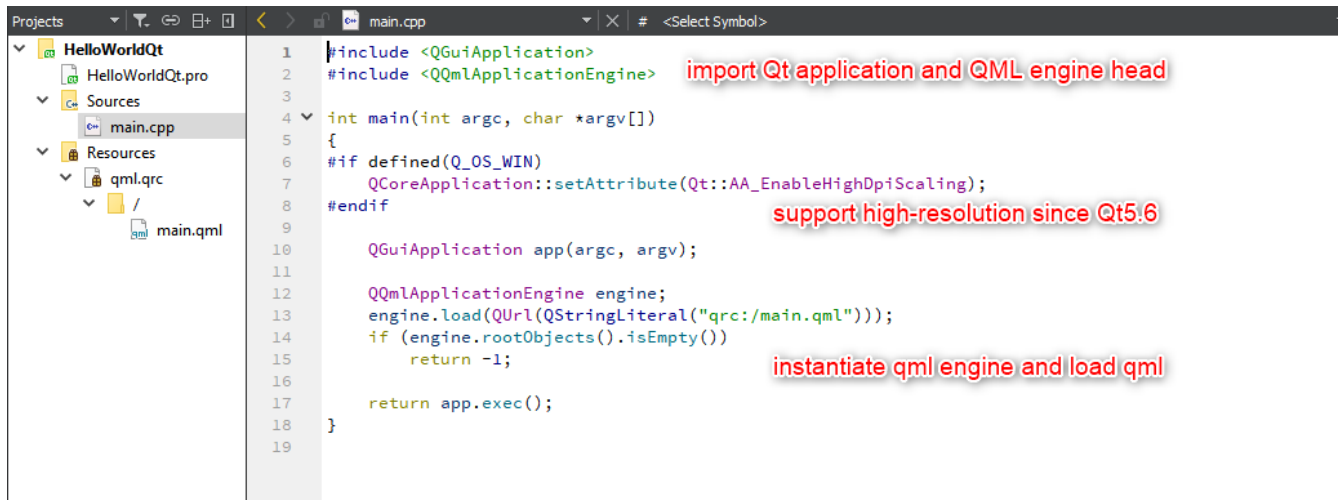 Projects
main.cpp
# <Select Symbol>
HelloWorldQt
HelloWorldQt.pro
Sources
main.cpp
Resources
qml.qrc
/
main.qml
1 #include <QGuiApplication>
2 #include <QQmlApplicationEngine>
import Qt application and QML engine head
3
4 int main(int argc, char *argv[])
5 {
6 #if defined(Q_OS_WIN)
7 QCoreApplication::setAttribute(Qt::AA_EnableHighDpiScaling);
8 #endif
support high-resolution since Qt5.6
9
10 QGuiApplication app(argc, argv);
11
12 QQmlApplicationEngine engine;
13 engine.load(QUrl(QStringLiteral("qrc:/main.qml")));
14 if (engine.rootObjects().isEmpty())
15 return -1;
instantiate qml engine and load qml
16
17 return app.exec();
18 }
19